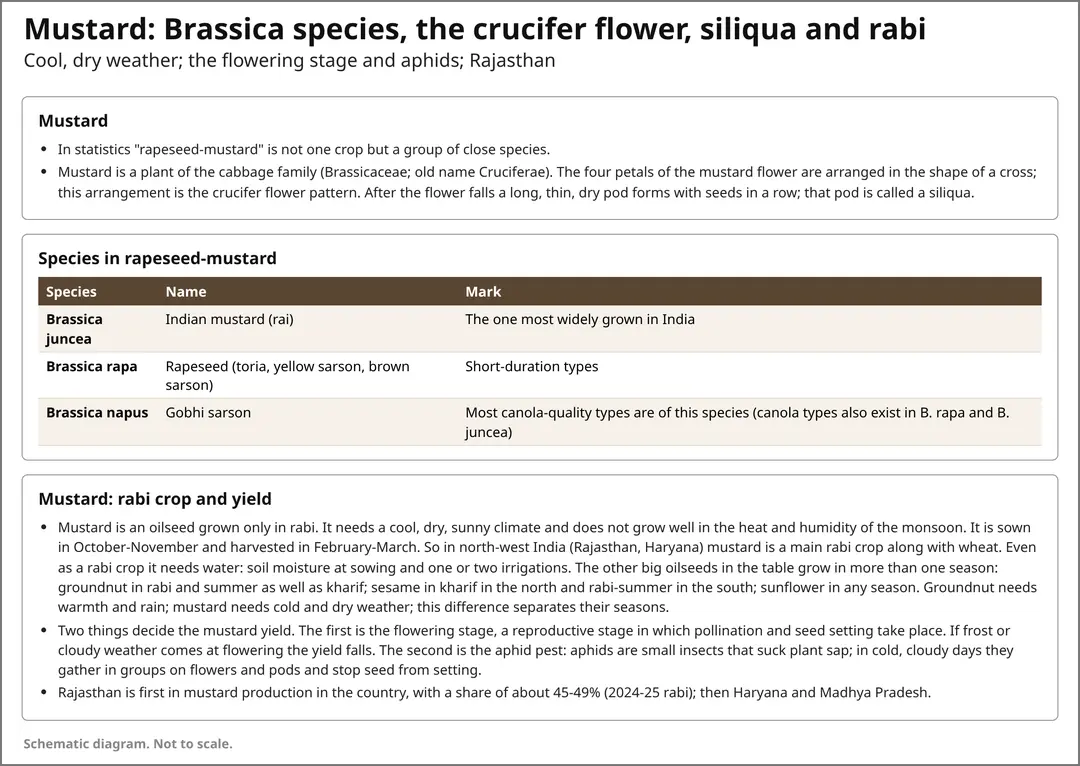 Mustard: Brassica species, the crucifer flower, siliqua and rabi
Cool, dry weather; the flowering stage and aphids; Rajasthan
Mustard
• In statistics "rapeseed-mustard" is not one crop but a group of close species.
• Mustard is a plant of the cabbage family (Brassicaceae; old name Cruciferae). The four petals of the mustard flower are arranged in the shape of a cross;
this arrangement is the crucifer flower pattern. After the flower falls a long, thin, dry pod forms with seeds in a row; that pod is called a siliqua.
Species in rapeseed-mustard
Species Name Mark
Brassica juncea Indian mustard (rai) The one most widely grown in India
Brassica rapa Rapeseed (toria, yellow sarson, brown sarson) Short-duration types
Brassica napus Gobhi sarson Most canola-quality types are of this species (canola types also exist in B. rapa and B. juncea)
Mustard: rabi crop and yield
• Mustard is an oilseed grown only in rabi. It needs a cool, dry, sunny climate and does not grow well in the heat and humidity of the monsoon. It is sown
in October-November and harvested in February-March. So in north-west India (Rajasthan, Haryana) mustard is a main rabi crop along with wheat. Even
as a rabi crop it needs water: soil moisture at sowing and one or two irrigations. The other big oilseeds in the table grow in more than one season:
groundnut in rabi and summer as well as kharif; sesame in kharif in the north and rabi-summer in the south; sunflower in any season. Groundnut needs
warmth and rain; mustard needs cold and dry weather; this difference separates their seasons.
• Two things decide the mustard yield. The first is the flowering stage, a reproductive stage in which pollination and seed setting take place. If frost or
cloudy weather comes at flowering the yield falls. The second is the aphid pest: aphids are small insects that suck plant sap; in cold, cloudy days they
gather in groups on flowers and pods and stop seed from setting.
• Rajasthan is first in mustard production in the country, with a share of about 45-49% (2024-25 rabi); then Haryana and Madhya Pradesh.
Schematic diagram. Not to scale.